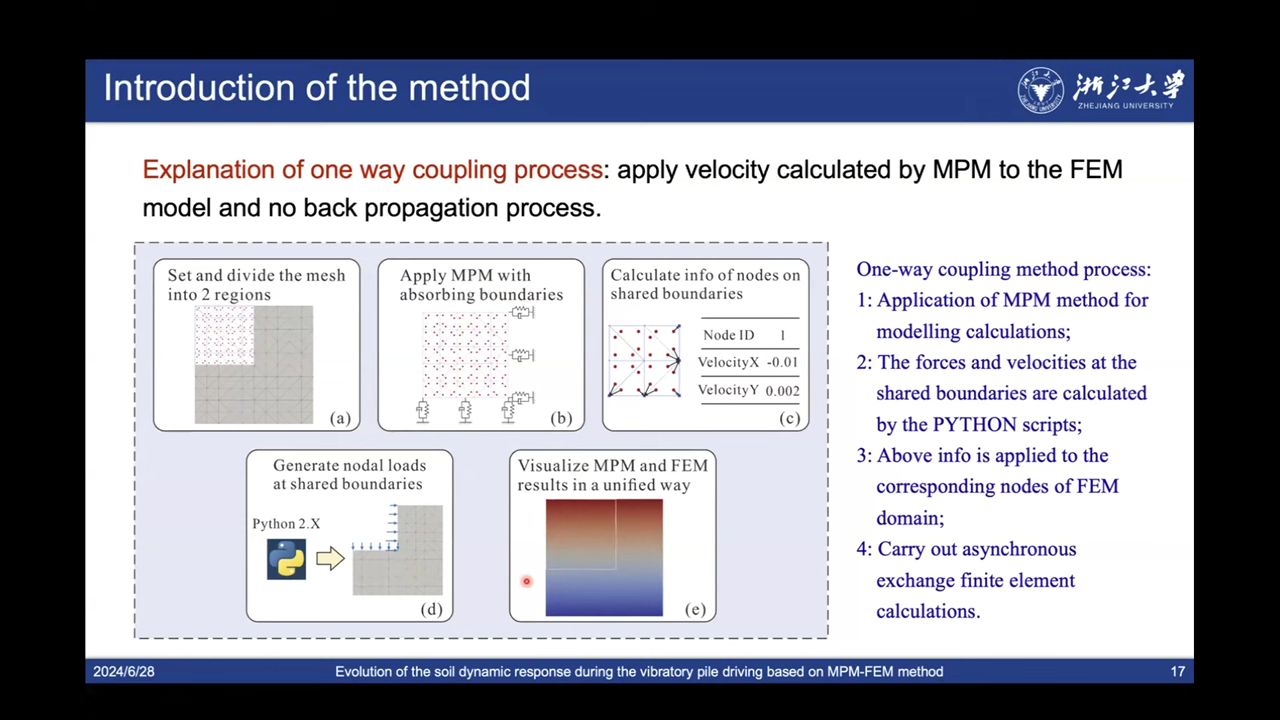 Introduction of the method
浙江大学
ZHEJIANG UNIVERSITY
Explanation of one way coupling process: apply velocity calculated by MPM to the FEM
model and no back propagation process.
Set and divide the mesh
into 2 regions
(a)
Apply MPM with
absorbing boundaries
(b)
Calculate info of nodes on
shared boundaries
Node ID 1
VelocityX -0.01
VelocityY 0.002
(c)
Generate nodal loads
at shared boundaries
Python 2.X
(d)
Visualize MPM and FEM
results in a unified way
(e)
One-way coupling method process:
1: Application of MPM method for
modelling calculations;
2: The forces and velocities at the
shared boundaries are calculated
by the PYTHON scripts;
3: Above info is applied to the
corresponding nodes of FEM
domain;
4: Carry out asynchronous
exchange finite element
calculations.
2024/6/28
Evolution of the soil dynamic response during the vibratory pile driving based on MPM-FEM method
17